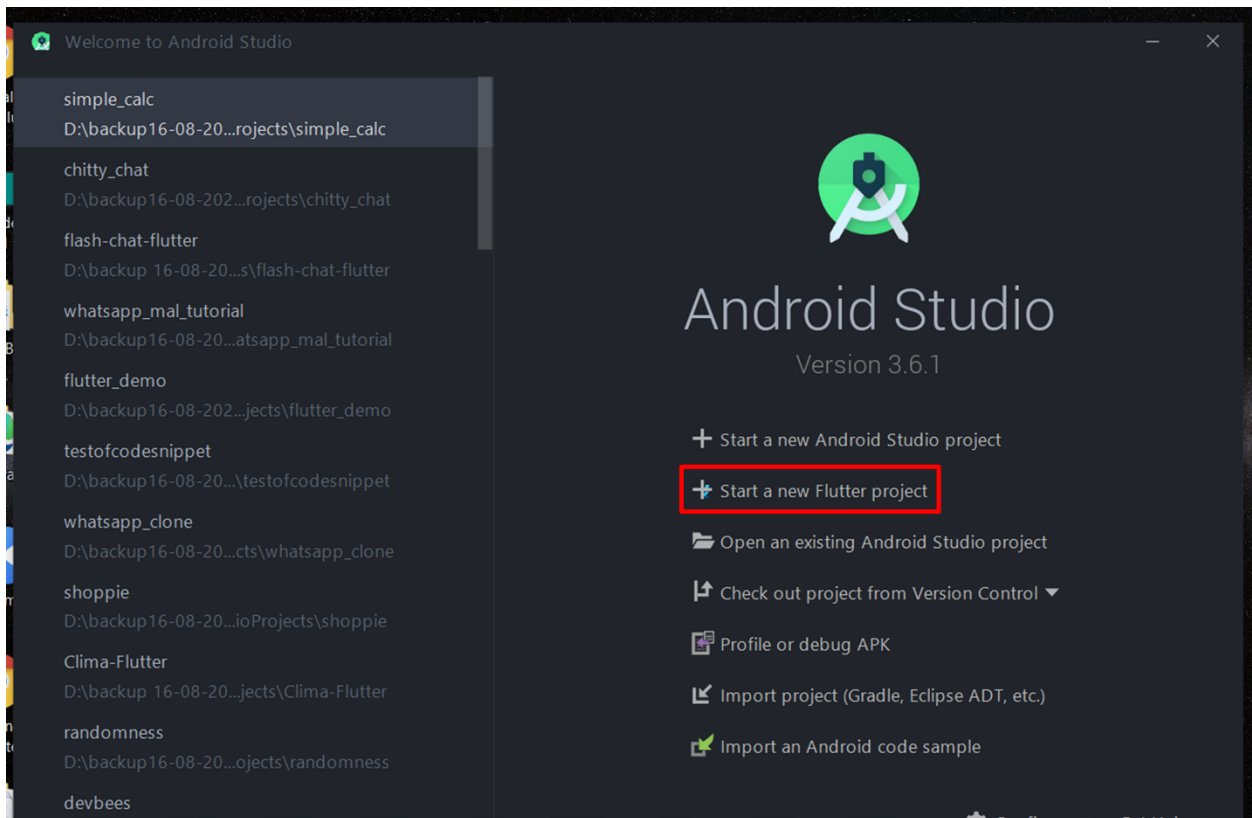 Welcome to Android Studio
simple_calc
D:\backup16-08-20...rojects\simple_calc
chitty_chat
D:\backup16-08-202...rojects\chitty_chat
flash-chat-flutter
D:\backup 16-08-20...s\flash-chat-flutter
whatsapp_mal_tutorial
D:\backup16-08-20...atsapp_mal_tutorial
flutter_demo
D:\backup16-08-202...jects\flutter_demo
testofcodesnippet
D:\backup16-08-20...\testofcodesnippet
whatsapp_clone
D:\backup16-08-20...cts\whatsapp_clone
shoppie
D:\backup16-08-20...ioProjects\shoppie
Clima-Flutter
D:\backup 16-08-20...jects\Clima-Flutter
randomness
D:\backup16-08-20...ojects\randomness
devbees
Android Studio
Version 3.6.1
Start a new Android Studio project
Start a new Flutter project
Open an existing Android Studio project
Check out project from Version Control
Profile or debug APK
Import project (Gradle, Eclipse ADT, etc.)
Import an Android code sample